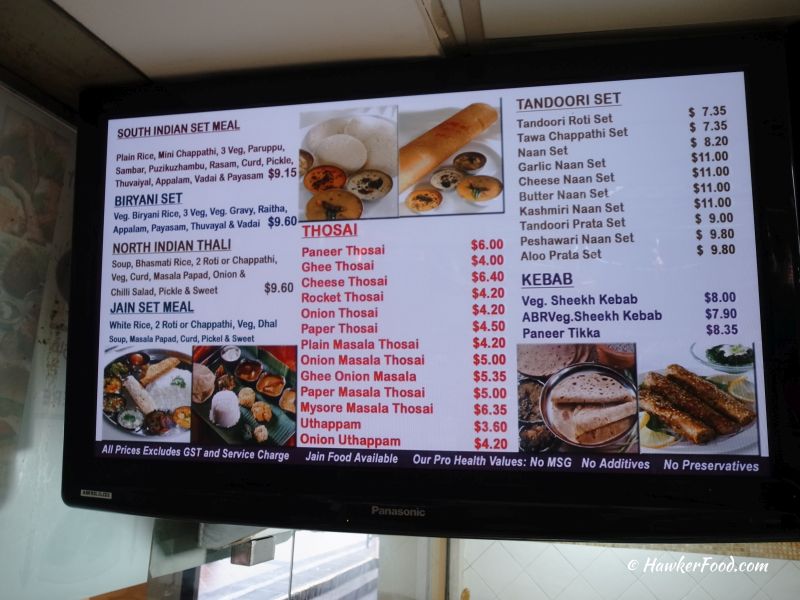 SOUTH INDIAN SET MEAL
Plain Rice, Mini Chappathi, 3 Veg, Paruppu,
Sambar, Puzikuzhambu, Rasam, Curd, Pickle,
Thuvaiyal, Appalam, Vadai & Payasam $9.15
BIRYANI SET
Veg. Biryani Rice, 3 Veg, Veg. Gravy, Raitha,
Appalam, Payasam, Thuvayal & Vadai $9.60
NORTH INDIAN THALI
Soup, Bhasmati Rice, 2 Roti or Chappathi,
Veg, Curd, Masala Papad, Onion &
Chilli Salad, Pickle & Sweet $9.60
JAIN SET MEAL
White Rice, 2 Roti or Chappathi, Veg, Dhal
Soup, Masala Papad, Curd, Pickel & Sweet
THOSAI
Paneer Thosai $6.00
Ghee Thosai $4.00
Cheese Thosai $6.40
Rocket Thosai $4.20
Onion Thosai $4.20
Paper Thosai $4.50
Plain Masala Thosai $4.20
Onion Masala Thosai $5.00
Ghee Onion Masala $5.35
Paper Masala Thosai $5.00
Mysore Masala Thosai $6.35
Uthappam $3.60
Onion Uthappam $4.20
TANDOORI SET
Tandoori Roti Set $ 7.35
Tawa Chappathi Set $ 7.35
Naan Set $ 8.20
Garlic Naan Set $11.00
Cheese Naan Set $11.00
Butter Naan Set $11.00
Kashmiri Naan Set $11.00
Tandoori Prata Set $ 9.00
Peshawari Naan Set $ 9.80
Aloo Prata Set $ 9.80
KEBAB
Veg. Sheekh Kebab $8.00
ABRVeg.Sheekh Kebab $7.90
Paneer Tikka $8.35
All Prices Excludes GST and Service Charge Jain Food Available Our Pro Health Values: No MSG No Additives No Preservatives
Panasonic
© HawkerFood.com